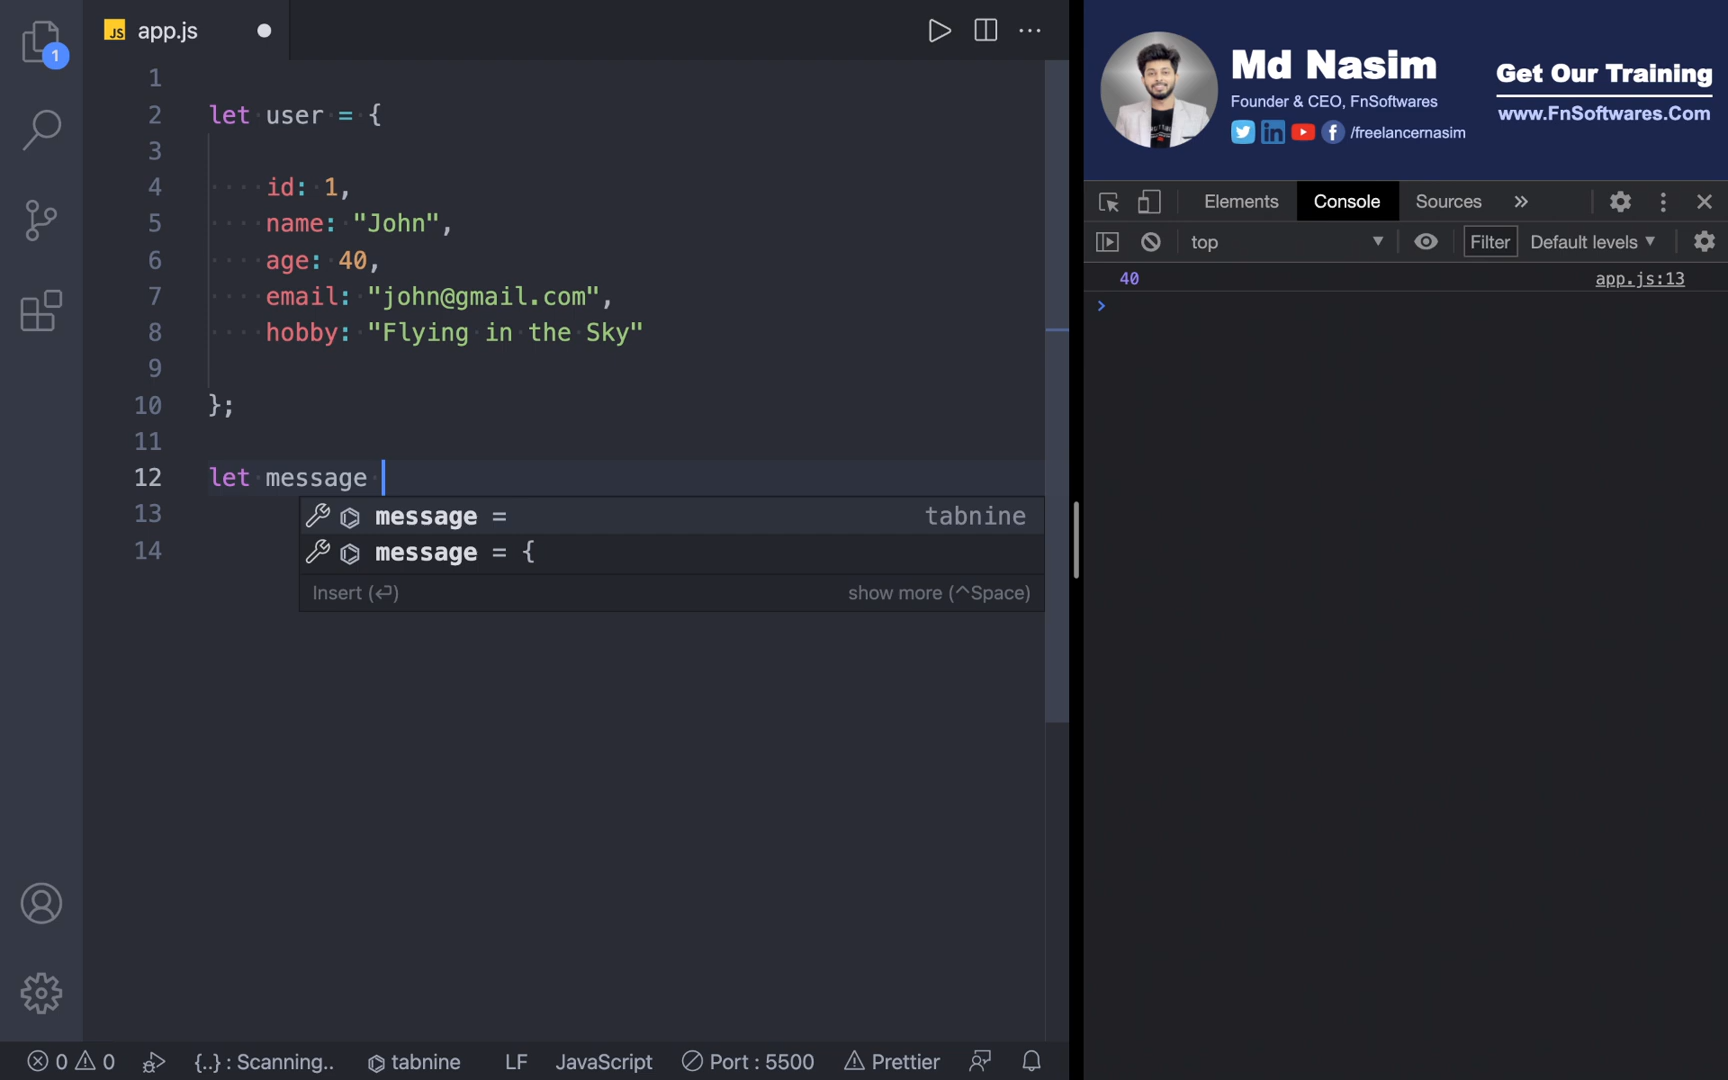 1
JS app.js
1
2 let user = {
3
4 id: 1,
5 name: "John",
6 age: 40,
7 email: "john@gmail.com",
8 hobby: "Flying in the Sky"
9
10 };
11
12 let message
13
14
message = tabnine
message = {
Insert (⏎) show more (^Space)
0 0 {..} : Scanning.. tabnine LF JavaScript Port : 5500 Prettier
Md Nasim
Founder & CEO, FnSoftwares
/freelancernasim
Get Our Training
www.FnSoftwares.Com
Elements Console Sources »
top Filter Default levels
40 app.js:13
>